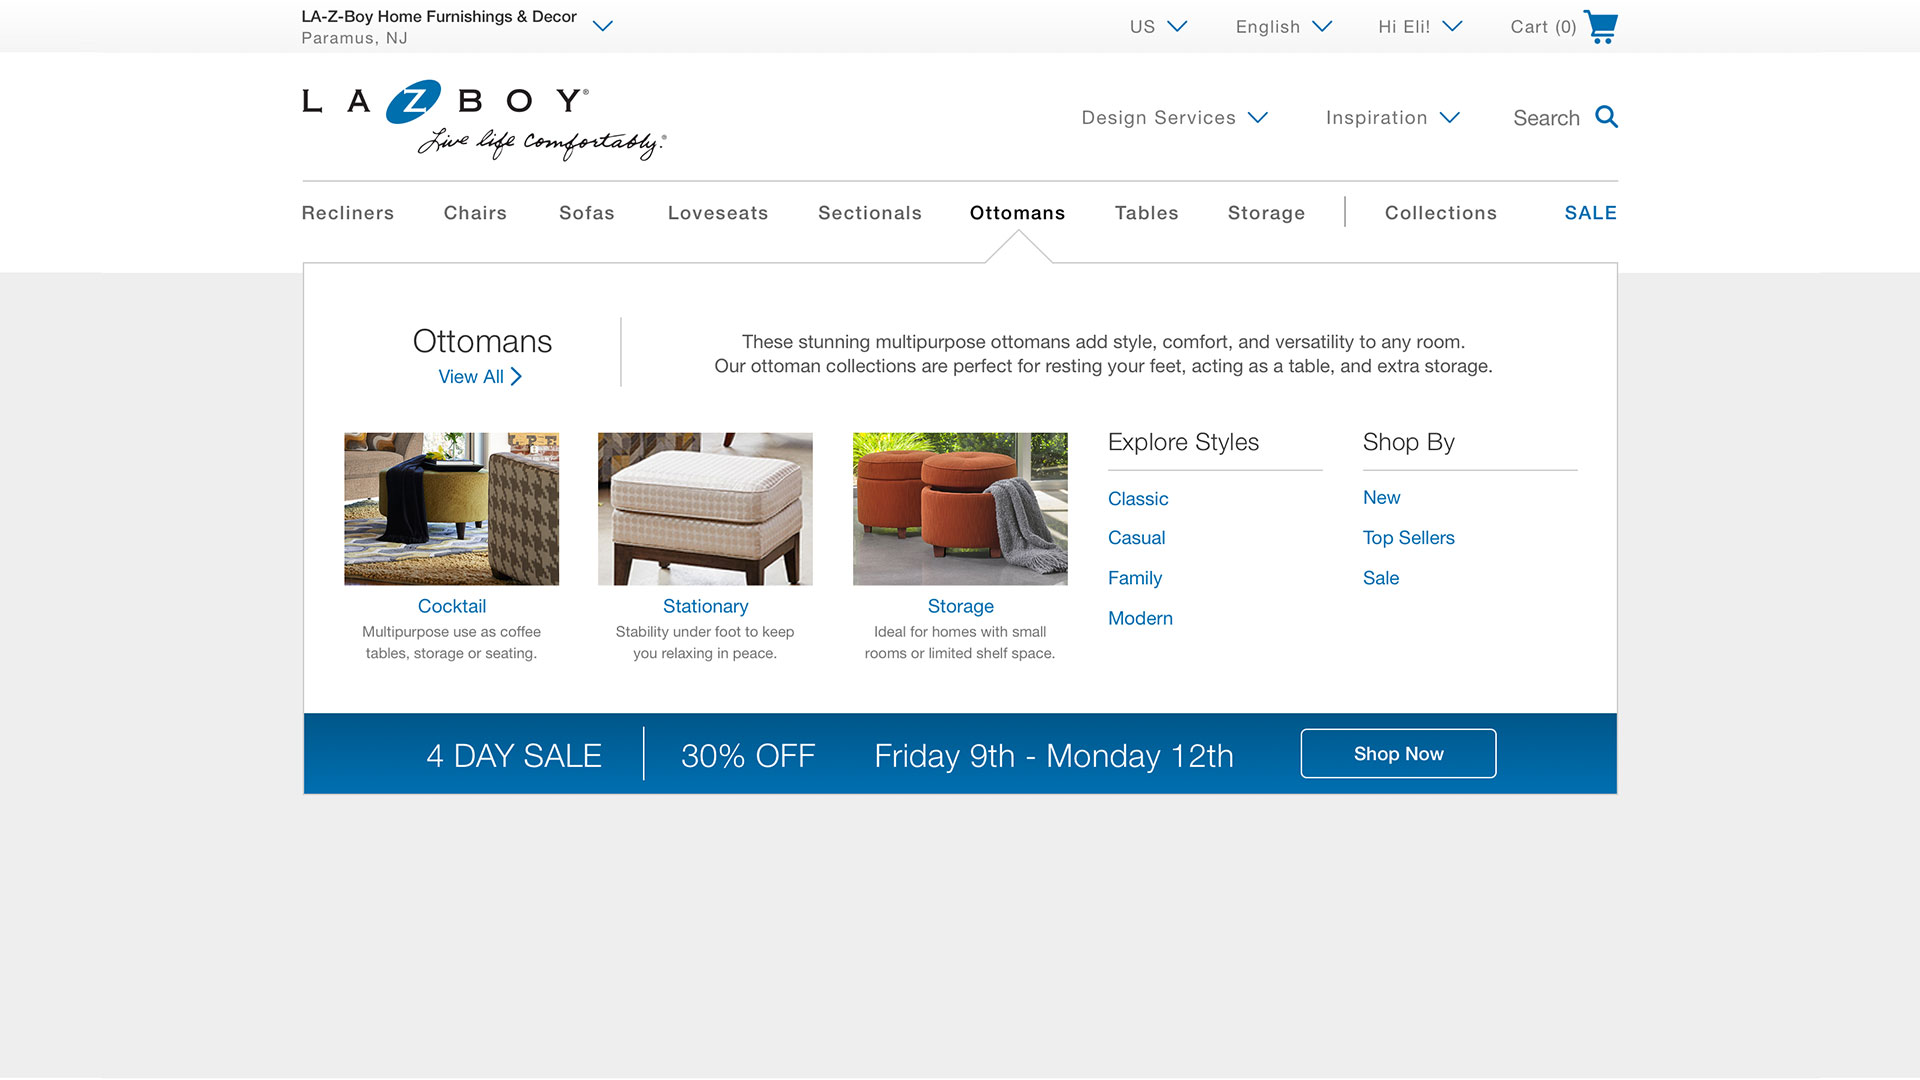 LA-Z-Boy Home Furnishings & Decor
Paramus, NJ
US
English
Hi Eli!
Cart (0)
LAZBOY®
Live life comfortably.®
Design Services
Inspiration
Search
Recliners
Chairs
Sofas
Loveseats
Sectionals
Ottomans
Tables
Storage
Collections
SALE
Ottomans
View All
These stunning multipurpose ottomans add style, comfort, and versatility to any room.
Our ottoman collections are perfect for resting your feet, acting as a table, and extra storage.
Cocktail
Multipurpose use as coffee
tables, storage or seating.
Stationary
Stability under foot to keep
you relaxing in peace.
Storage
Ideal for homes with small
rooms or limited shelf space.
Explore Styles
Classic
Casual
Family
Modern
Shop By
New
Top Sellers
Sale
4 DAY SALE
30% OFF
Friday 9th - Monday 12th
Shop Now